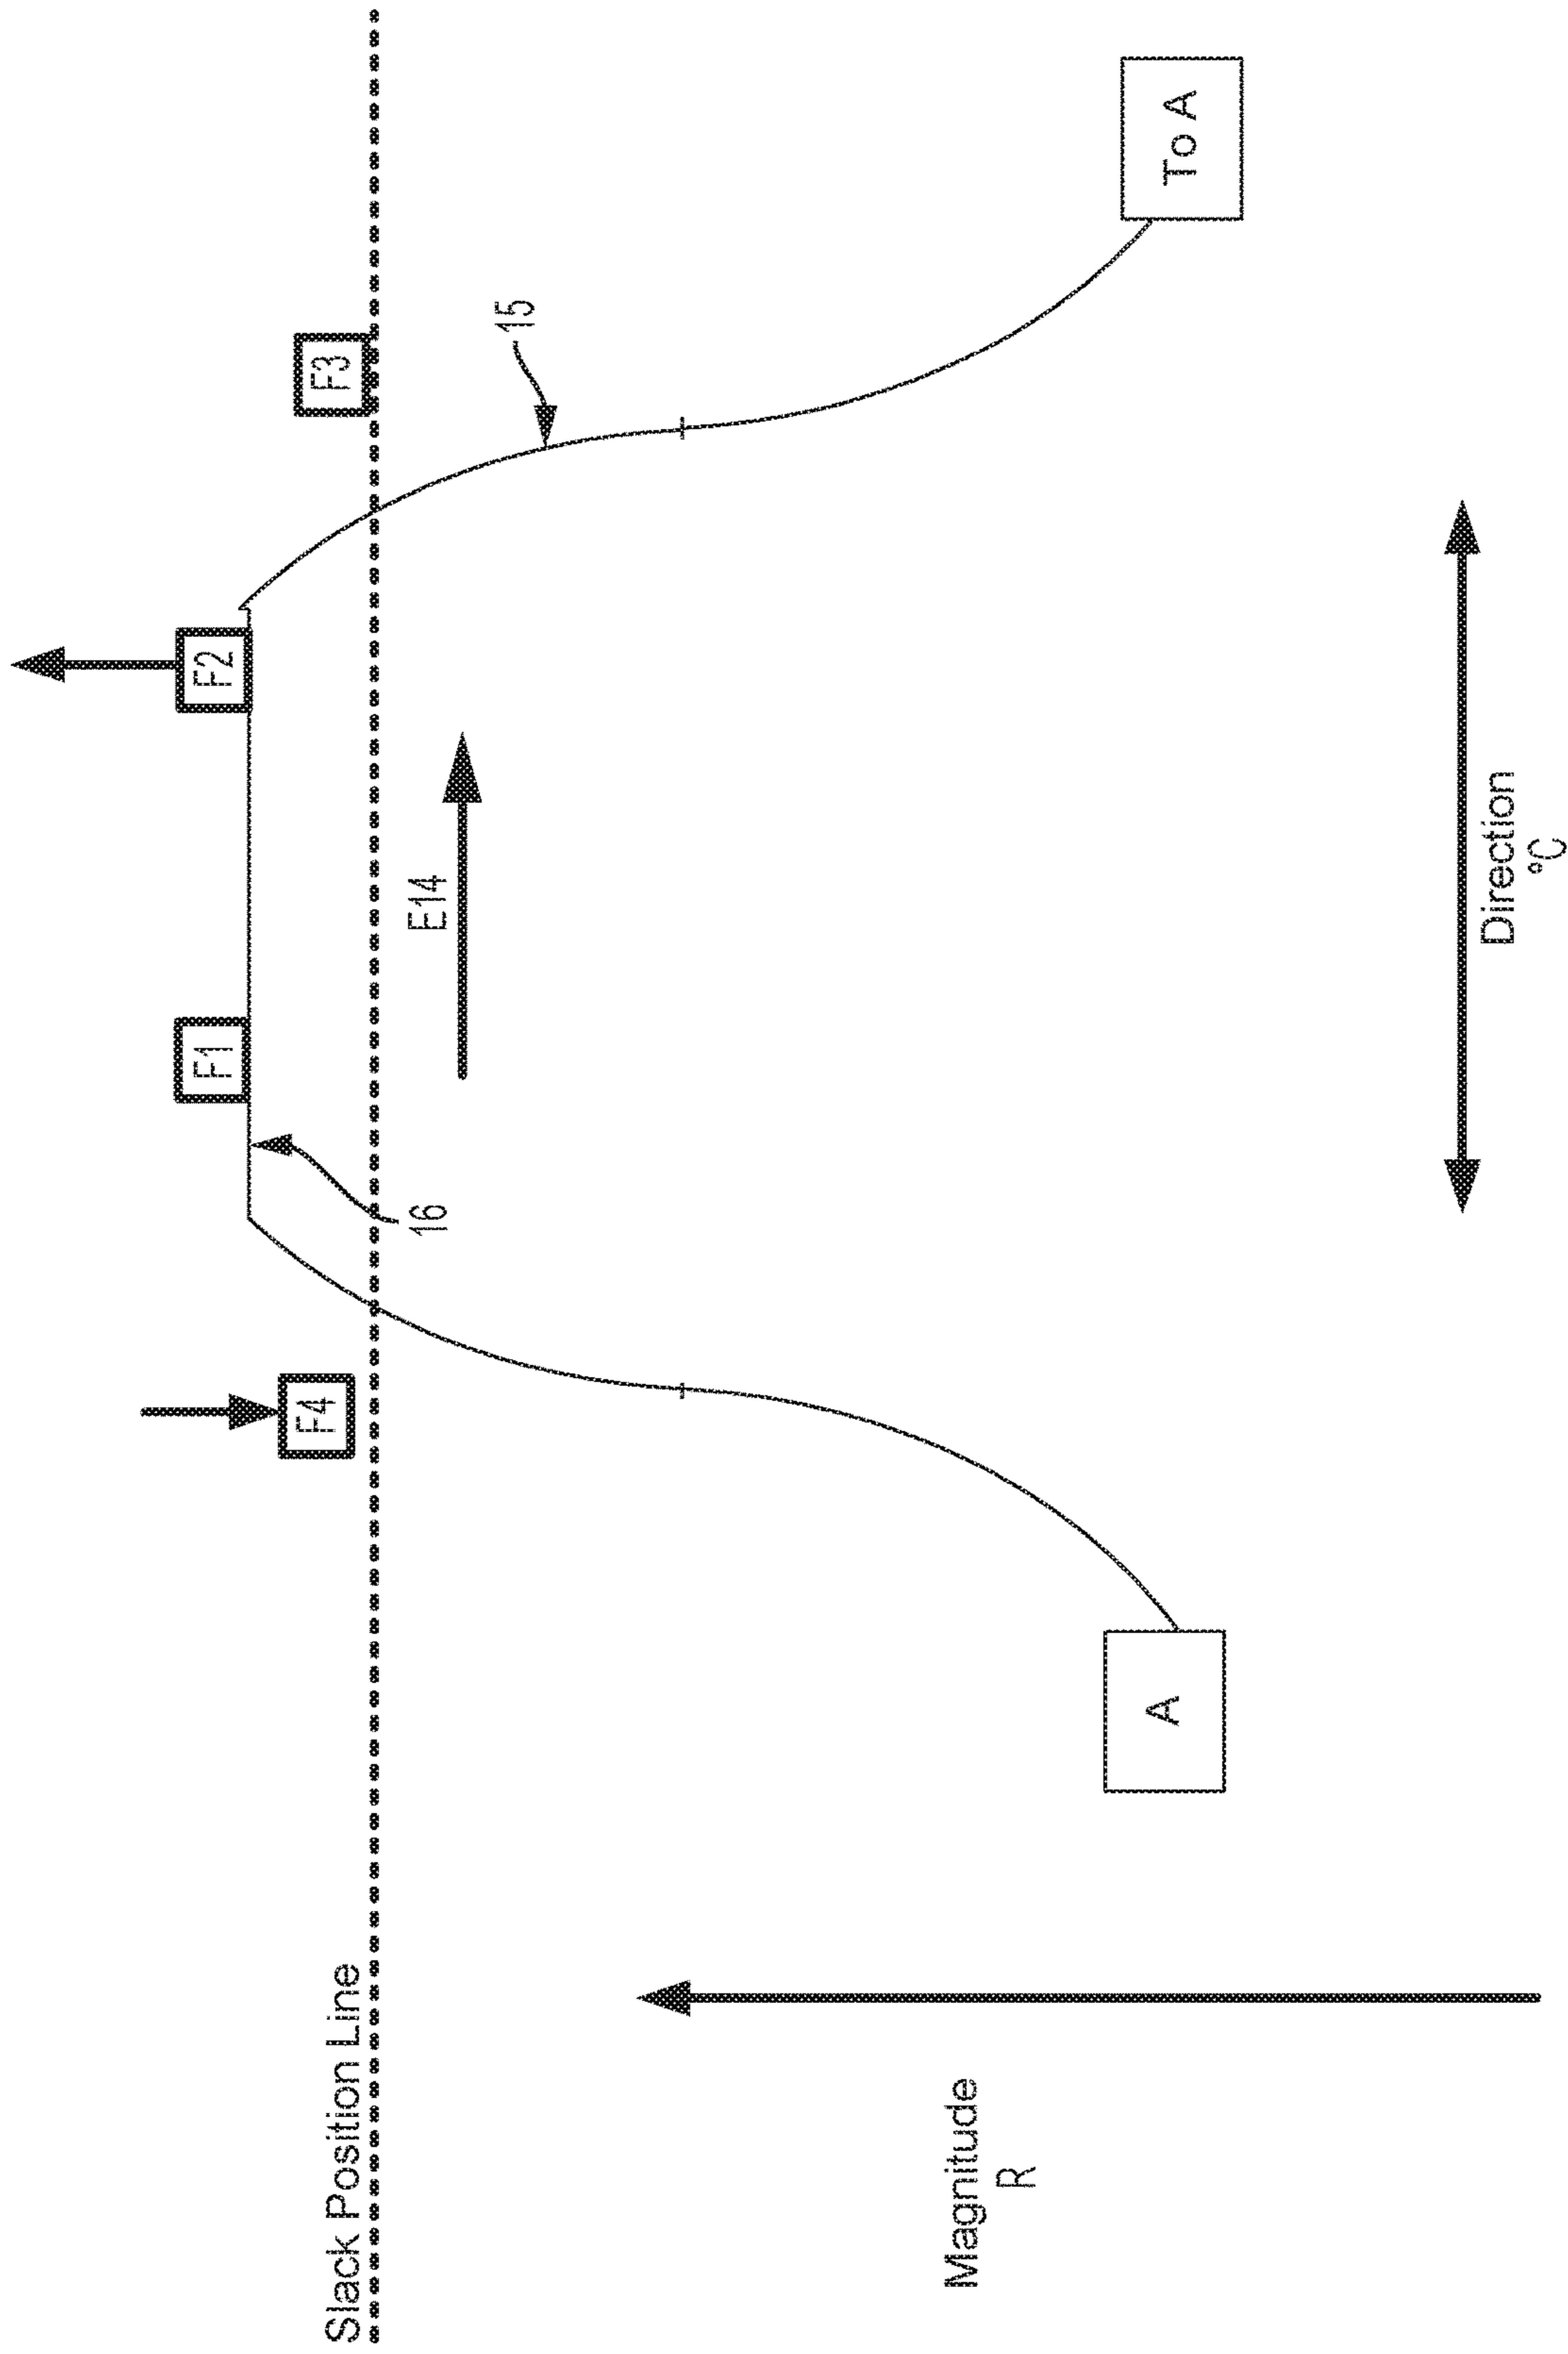 F2
F1
F4
F3
Slack Position Line
16
E14
15
A
To A
Magnitude
R
Direction
°C